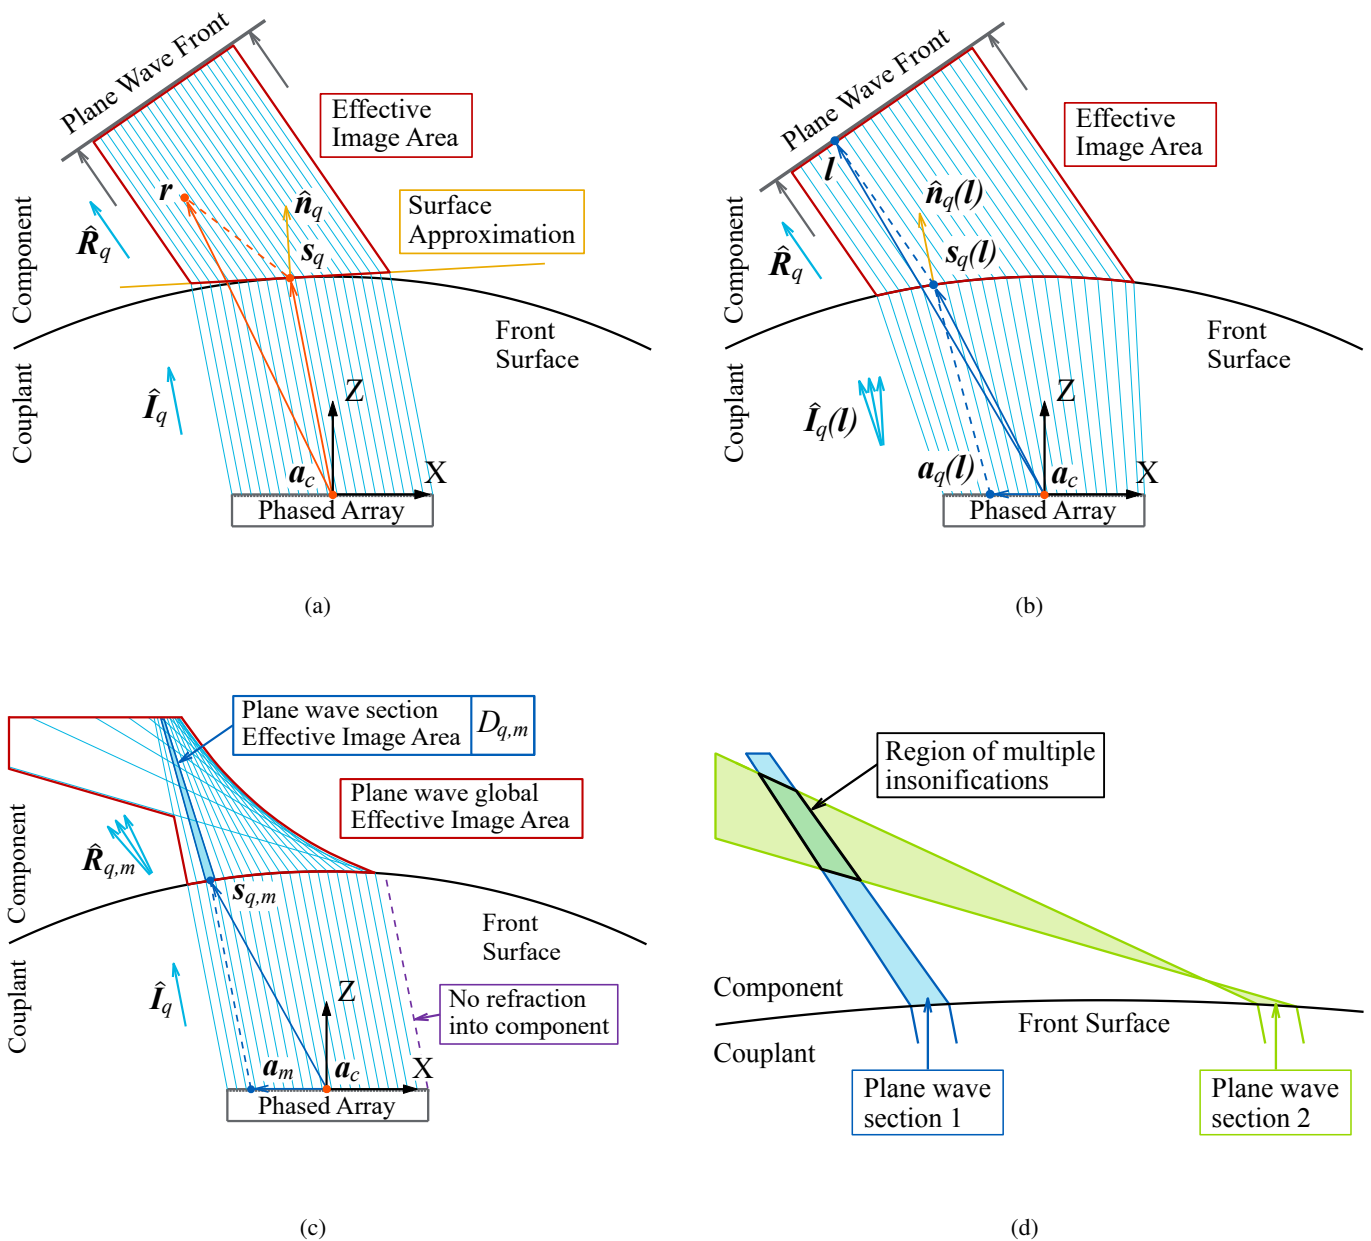 Plane Wave Front
Effective
Image Area
r
n̂q
Surface
Approximation
sq
R̂q
Component
Front
Surface
Couplant
Îq
Z
ac
X
Phased Array
(a)
Plane Wave Front
Effective
Image Area
l
n̂q(l)
sq(l)
R̂q
Component
Front
Surface
Couplant
Îq(l)
Z
aq(l)
ac
X
Phased Array
(b)
Plane wave section
Effective Image Area
Dq,m
Plane wave global
Effective Image Area
R̂q,m
Component
sq,m
Front
Surface
Couplant
Îq
Z
No refraction
into component
am
ac
X
Phased Array
(c)
Region of multiple
insonifications
Component
Front Surface
Couplant
Plane wave
section 1
Plane wave
section 2
(d)